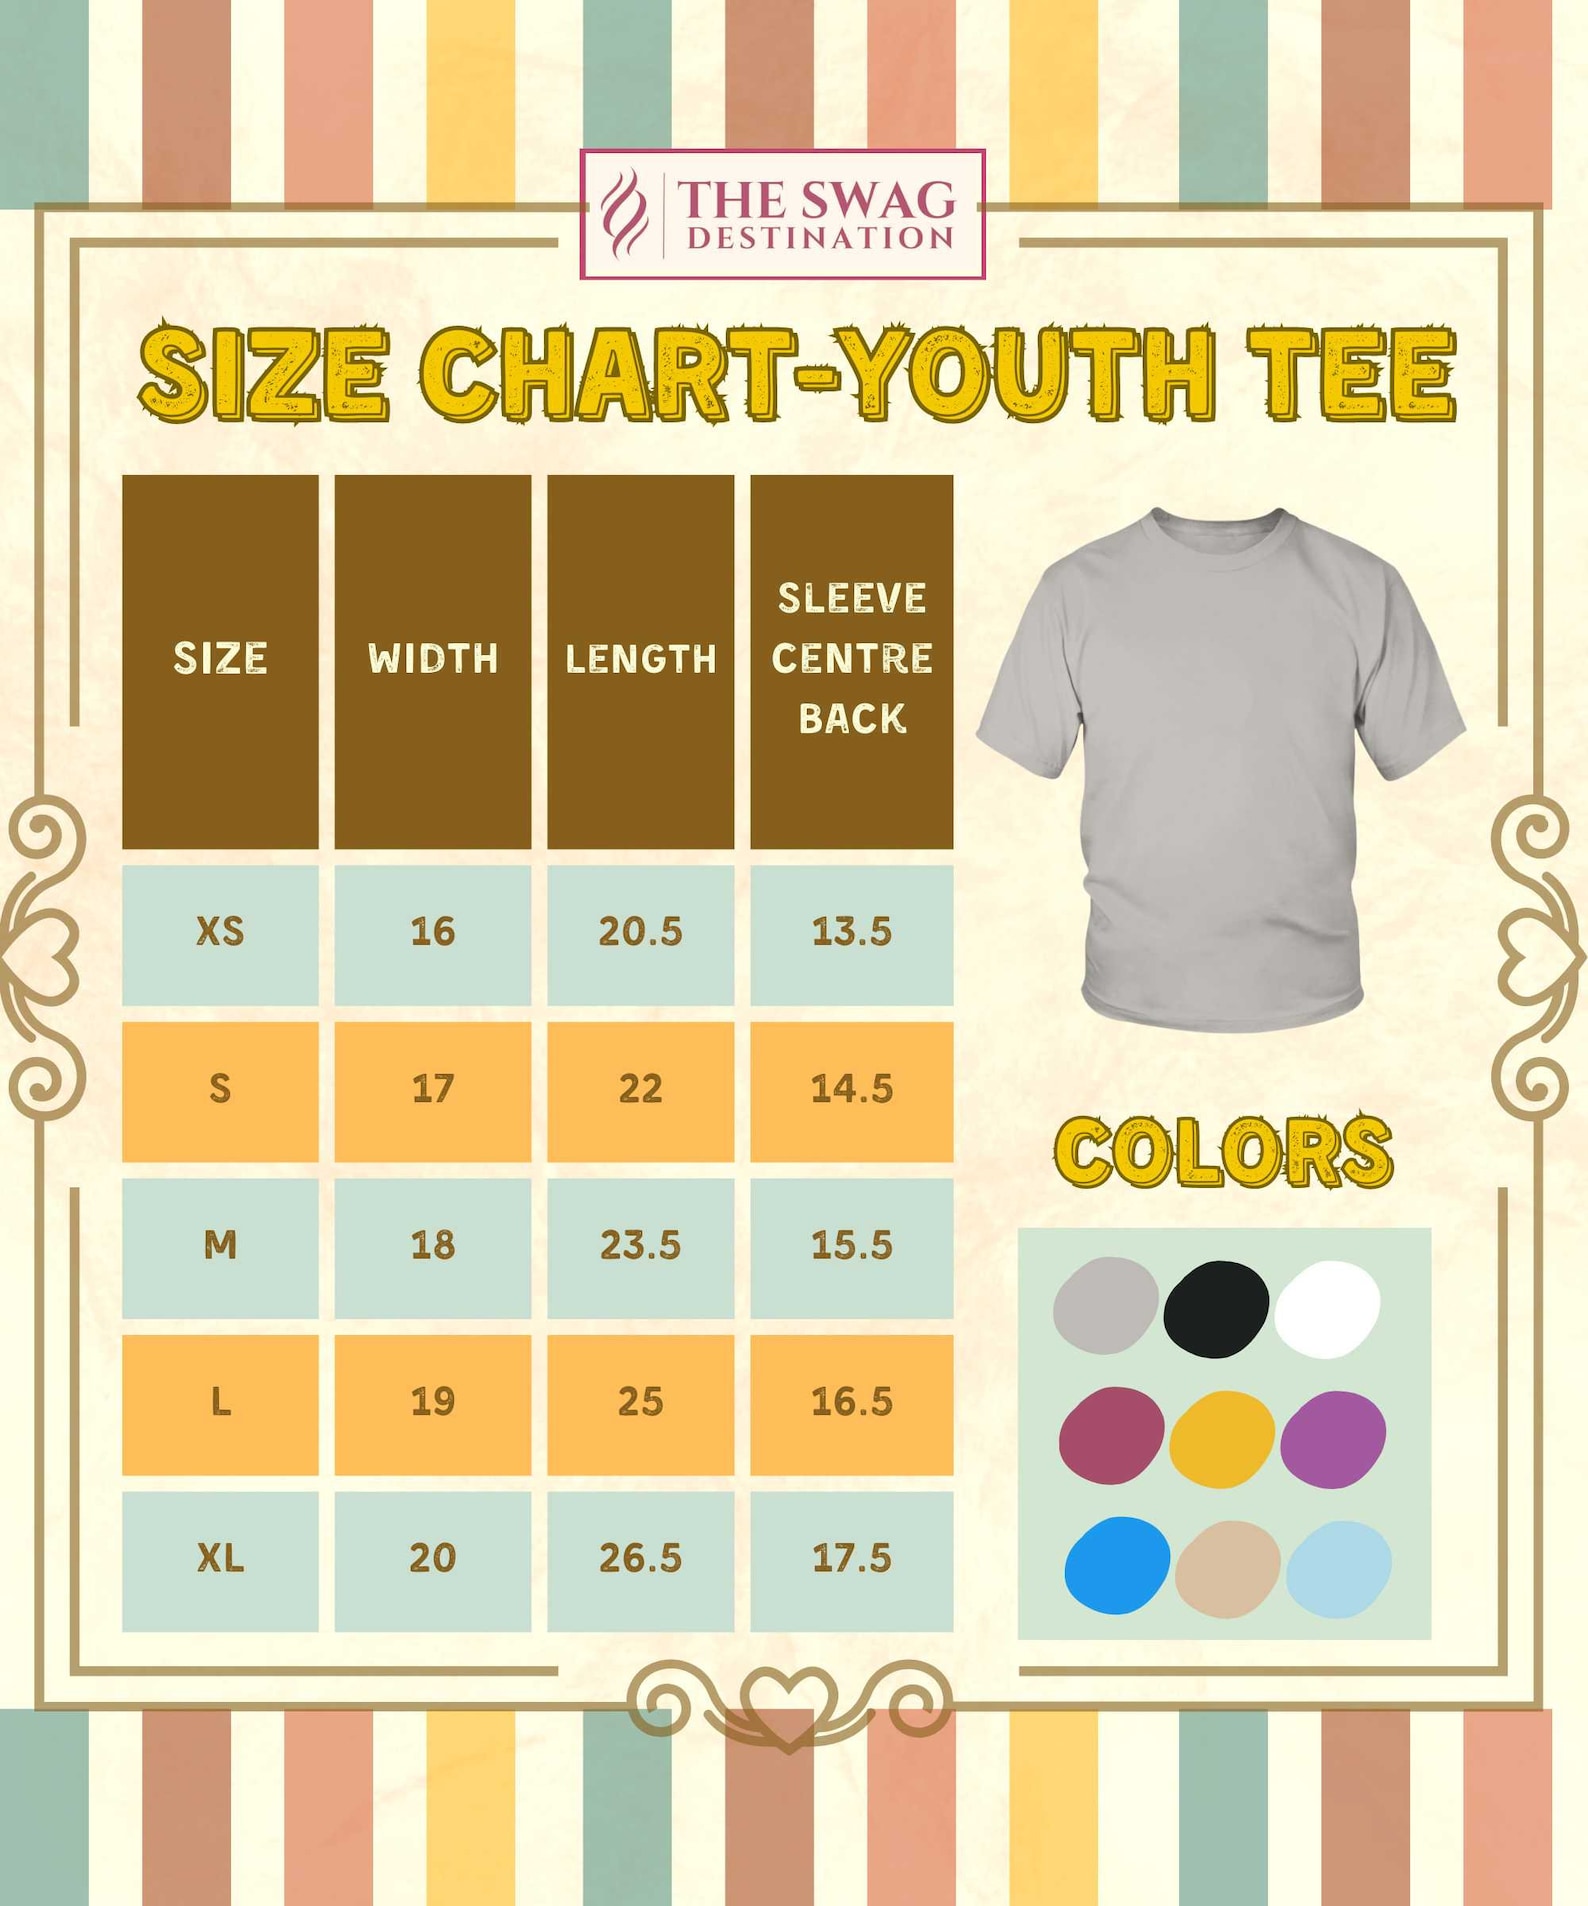 THE SWAG
DESTINATION
SIZE CHART-YOUTH TEE
SIZE WIDTH LENGTH SLEEVE CENTRE BACK
XS 16 20.5 13.5
S 17 22 14.5
M 18 23.5 15.5
L 19 25 16.5
XL 20 26.5 17.5
COLORS